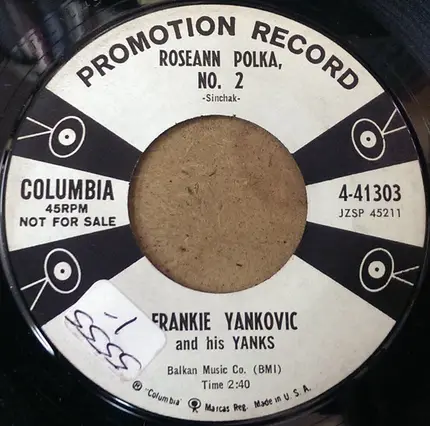 PROMOTION RECORD
ROSEANN POLKA,
NO. 2
-Sinchak-
COLUMBIA
45RPM
NOT FOR SALE
4-41303
JZSP 45211
FRANKIE YANKOVIC
and his YANKS
Balkan Music Co. (BMI)
Time 2:40
® "Columbia" Marcas Reg. Made in U. S. A.